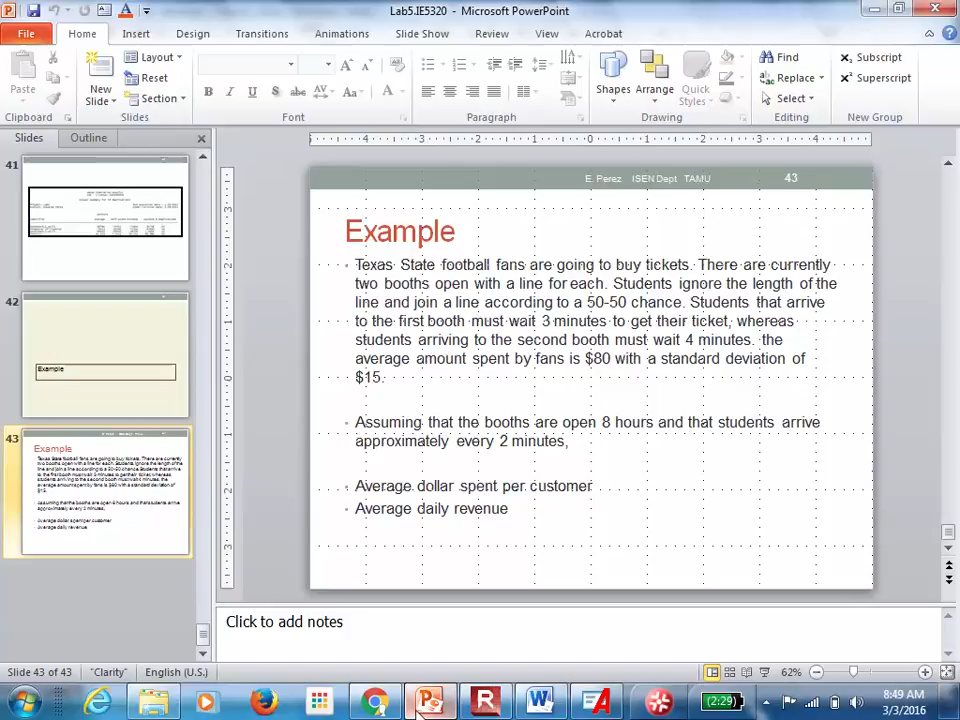 Lab5.IE5320 - Microsoft PowerPoint
File Home Insert Design Transitions Animations Slide Show Review View Acrobat
Paste
New
Slide
Layout
Reset
Section
Shapes
Arrange
Quick
Styles
Find
Replace
Select
Subscript
Superscript
Clipboard Slides Font Paragraph Drawing Editing New Group
Slides Outline
41
42
Example
43
Example
E. Perez ISEN Dept TAMU 43
Example
Texas State football fans are going to buy tickets. There are currently
two booths open with a line for each. Students ignore the length of the
line and join a line according to a 50-50 chance. Students that arrive
to the first booth must wait 3 minutes to get their ticket, whereas
students arriving to the second booth must wait 4 minutes. the
average amount spent by fans is $80 with a standard deviation of
$15.
Assuming that the booths are open 8 hours and that students arrive
approximately every 2 minutes,
Average dollar spent per customer
Average daily revenue
Click to add notes
Slide 43 of 43 "Clarity" English (U.S.) 62%
(2:29)
8:49 AM
3/3/2016